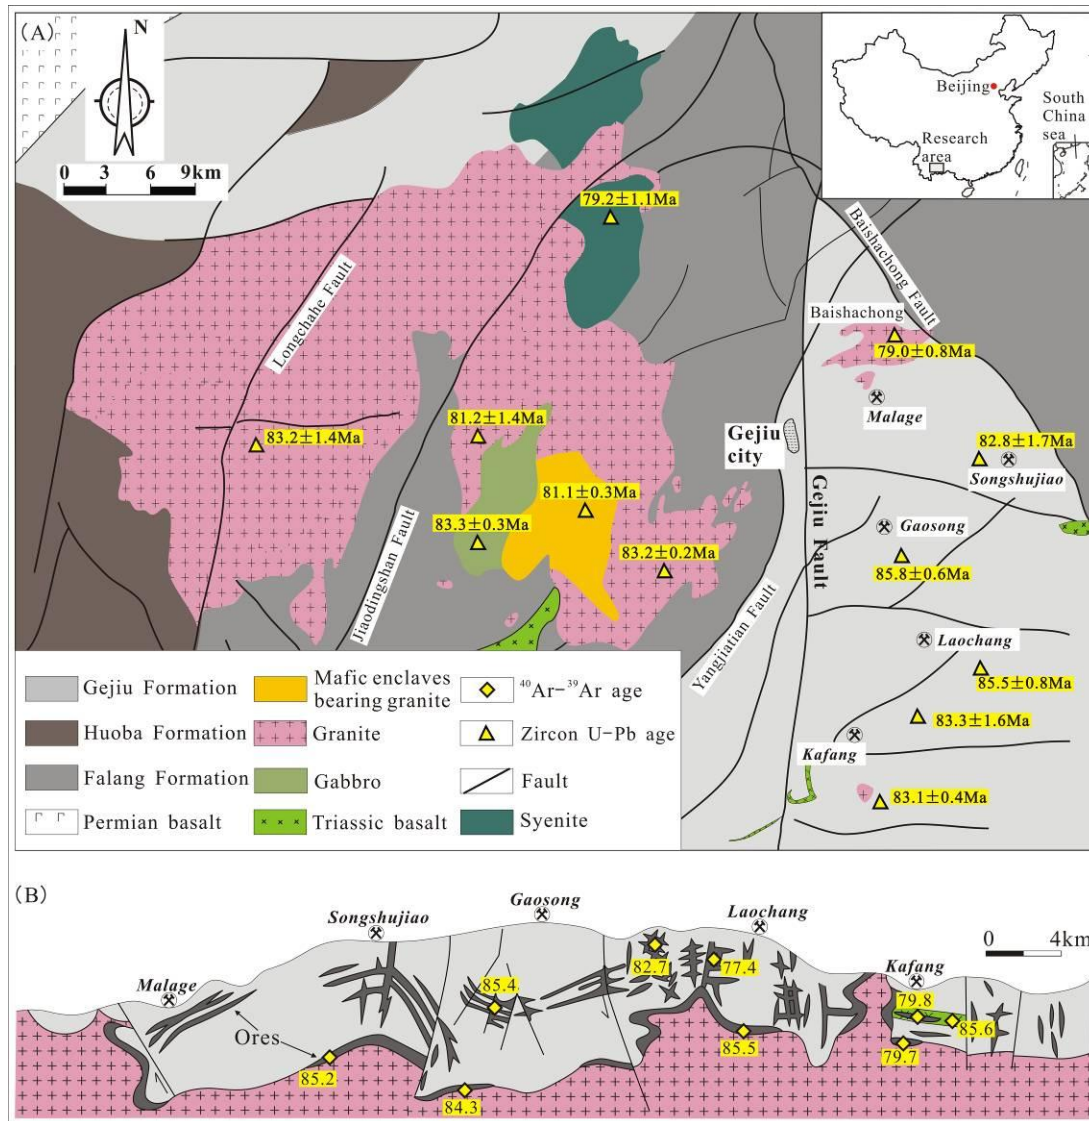 (A)
N
0 3 6 9km
Beijing
South
China
sea
Research
area
79.2±1.1Ma
Baishachong Fault
Longchahe Fault
Baishachong
79.0±0.8Ma
Malage
81.2±1.4Ma
83.2±1.4Ma
Gejiu
city
82.8±1.7Ma
Songshujiao
81.1±0.3Ma
Gejiu Fault
Gaosong
83.3±0.3Ma
83.2±0.2Ma
85.8±0.6Ma
Jiaodingshan Fault
Yangjiatian Fault
Laochang
85.5±0.8Ma
83.3±1.6Ma
Kafang
83.1±0.4Ma
Gejiu Formation
Mafic enclaves
bearing granite
40Ar-39Ar age
Huoba Formation
Granite
Zircon U-Pb age
Falang Formation
Gabbro
Fault
Permian basalt
Triassic basalt
Syenite
(B)
Gaosong
Songshujiao
Laochang
0 4km
Malage
Kafang
82.7
77.4
85.4
79.8
Ores
85.6
85.5
79.7
85.2
84.3